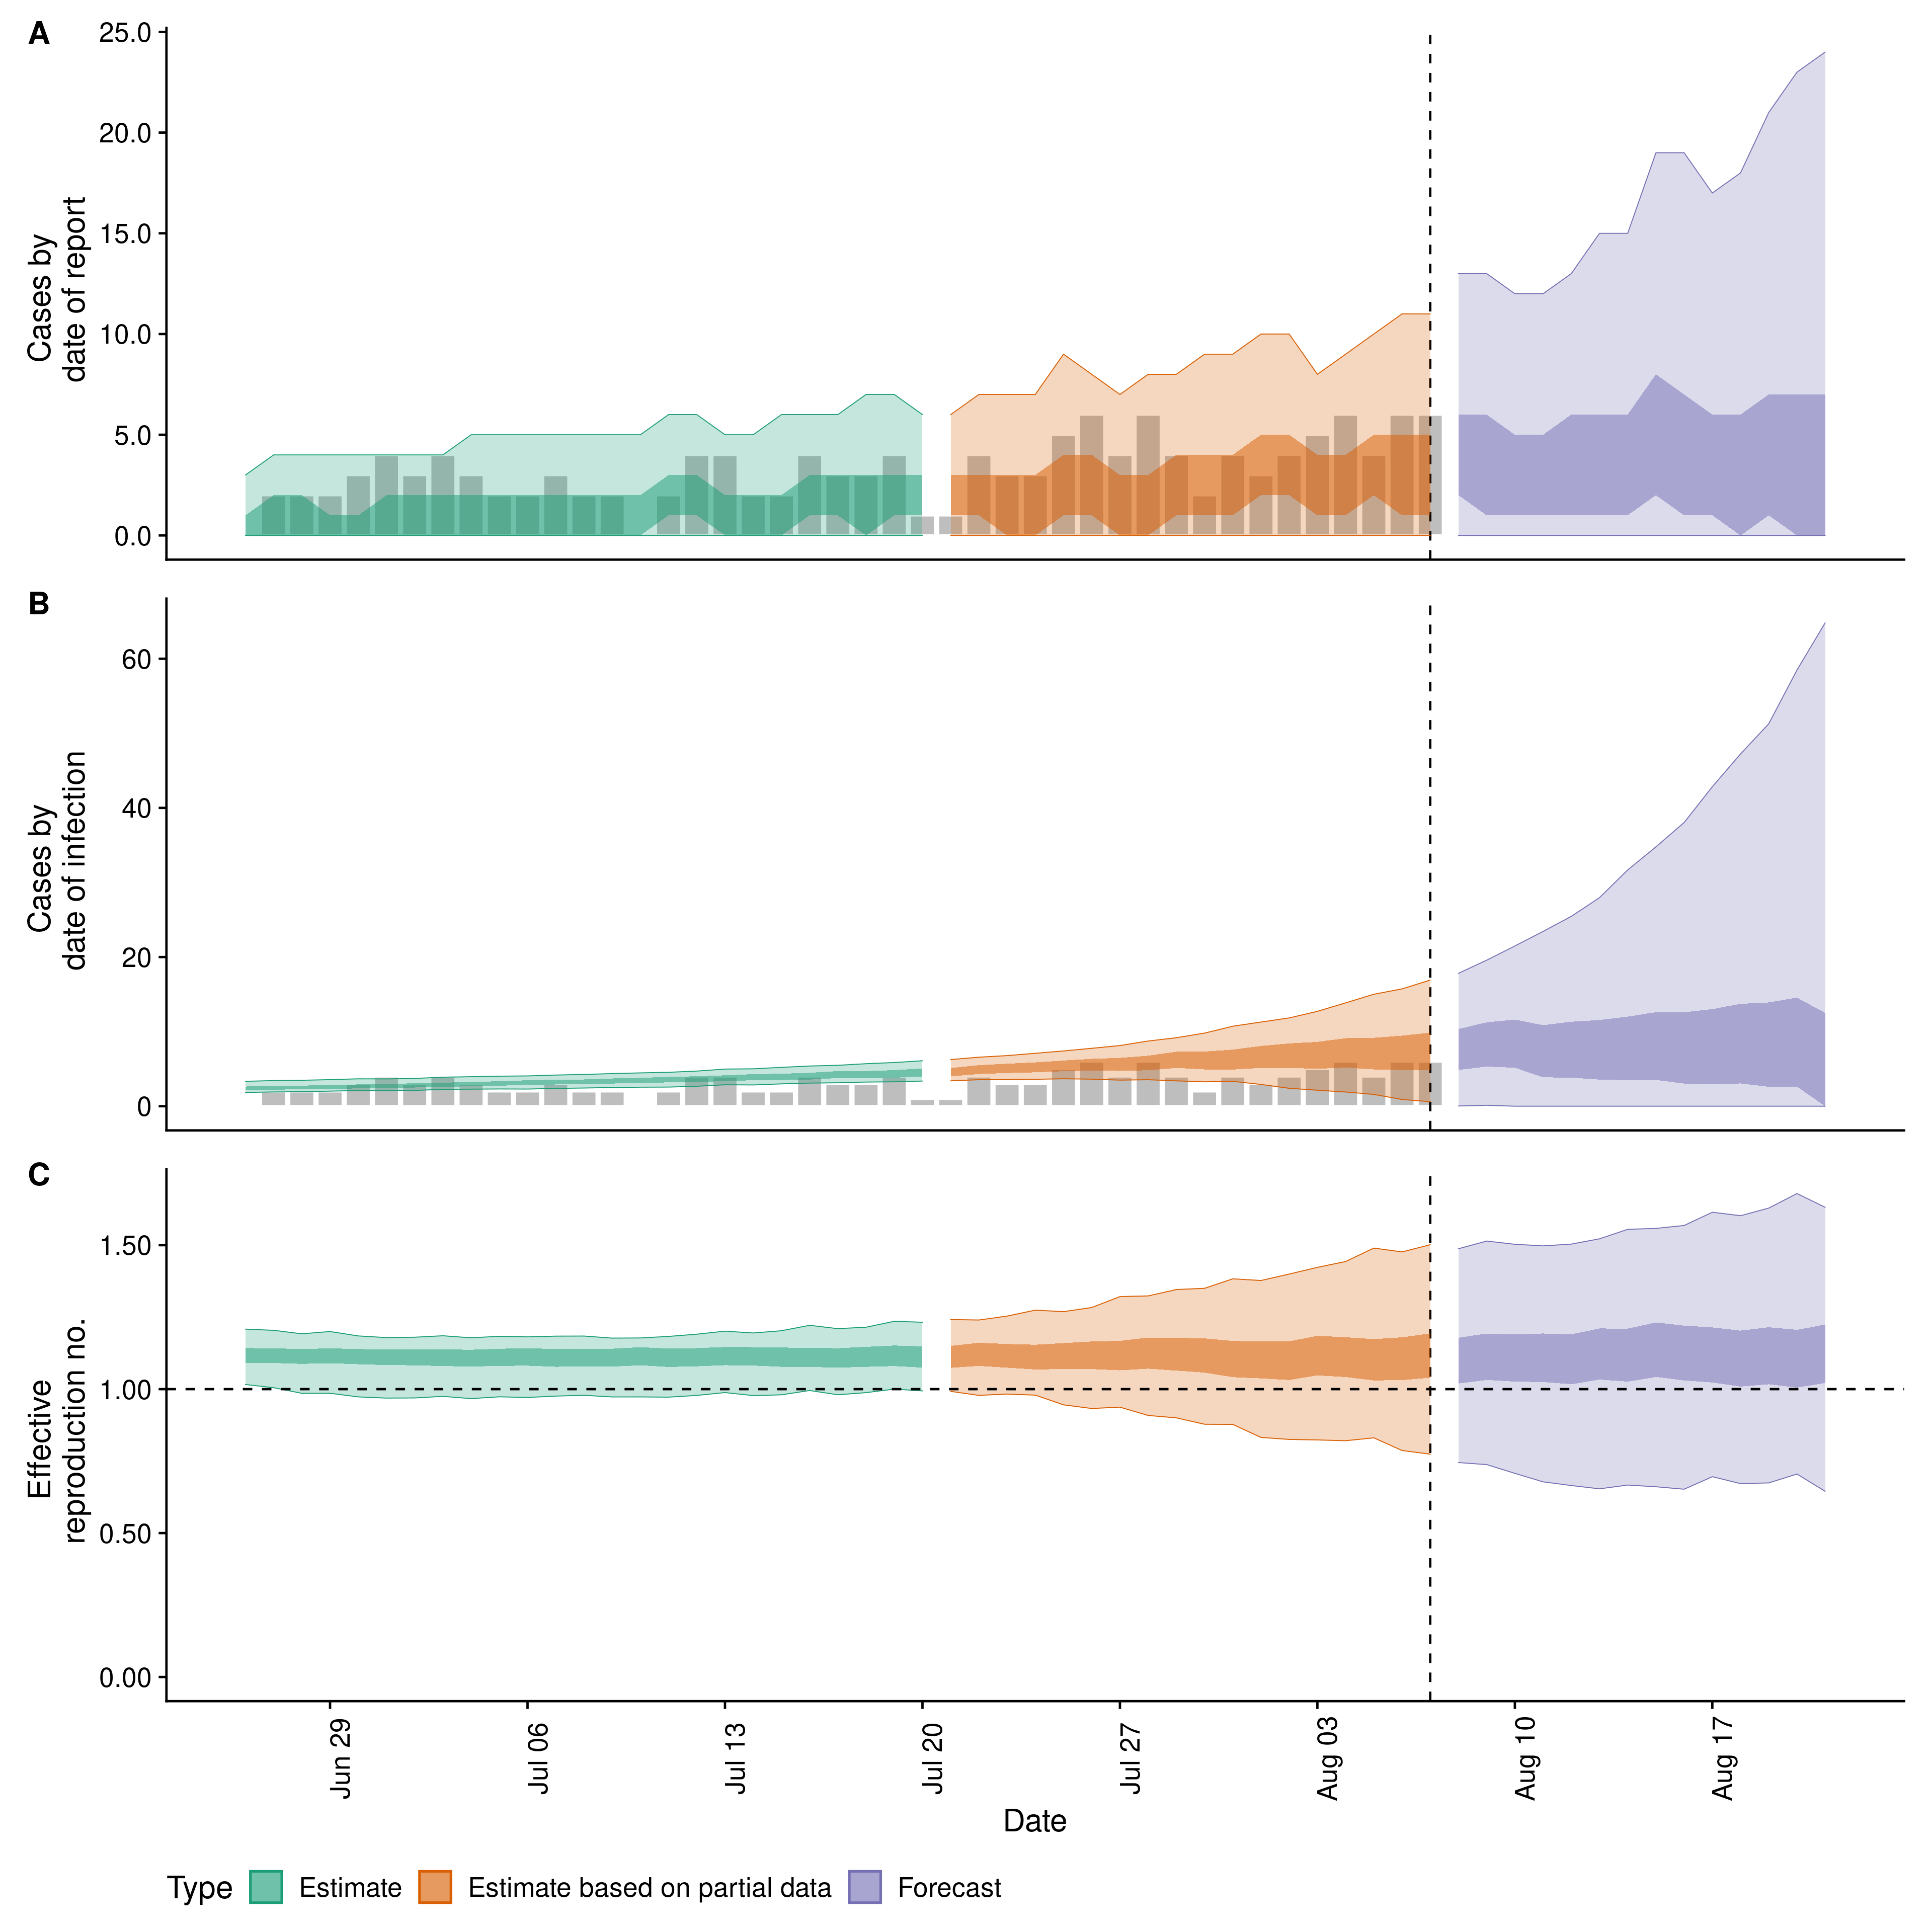 A
25.0
20.0
15.0
10.0
5.0
0.0
Cases by
date of report
B
60
40
20
0
Cases by
date of infection
C
1.50
1.00
0.50
0.00
Effective
reproduction no.
Jun 29
Jul 06
Jul 13
Jul 20
Jul 27
Aug 03
Aug 10
Aug 17
Date
Type Estimate Estimate based on partial data Forecast